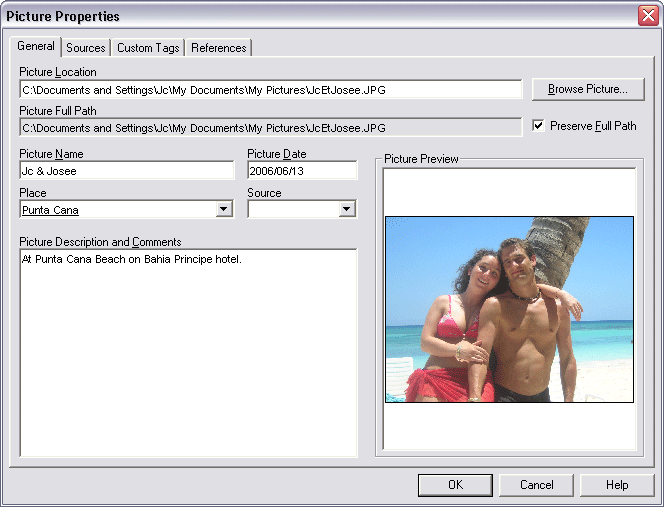 Picture Properties
General Sources Custom Tags References
Picture Location
C:\Documents and Settings\Jc\My Documents\My Pictures\JcEtJosee.JPG
Browse Picture...
Picture Full Path
C:\Documents and Settings\Jc\My Documents\My Pictures\JcEtJosee.JPG
Preserve Full Path
Picture Name
Picture Date
Jc & Josee
2006/06/13
Place
Source
Punta Cana
Picture Description and Comments
At Punta Cana Beach on Bahia Principe hotel.
Picture Preview
OK Cancel Help